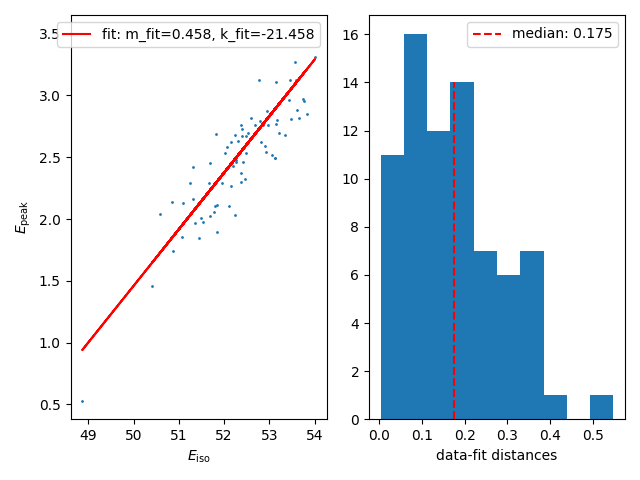 fit: m_fit=0.458, k_fit=-21.458
3.5
3.0
2.5
2.0
1.5
1.0
0.5
E_peak
49 50 51 52 53 54
E_iso
median: 0.175
16
14
12
10
8
6
4
2
0
0.0 0.1 0.2 0.3 0.4 0.5
data-fit distances